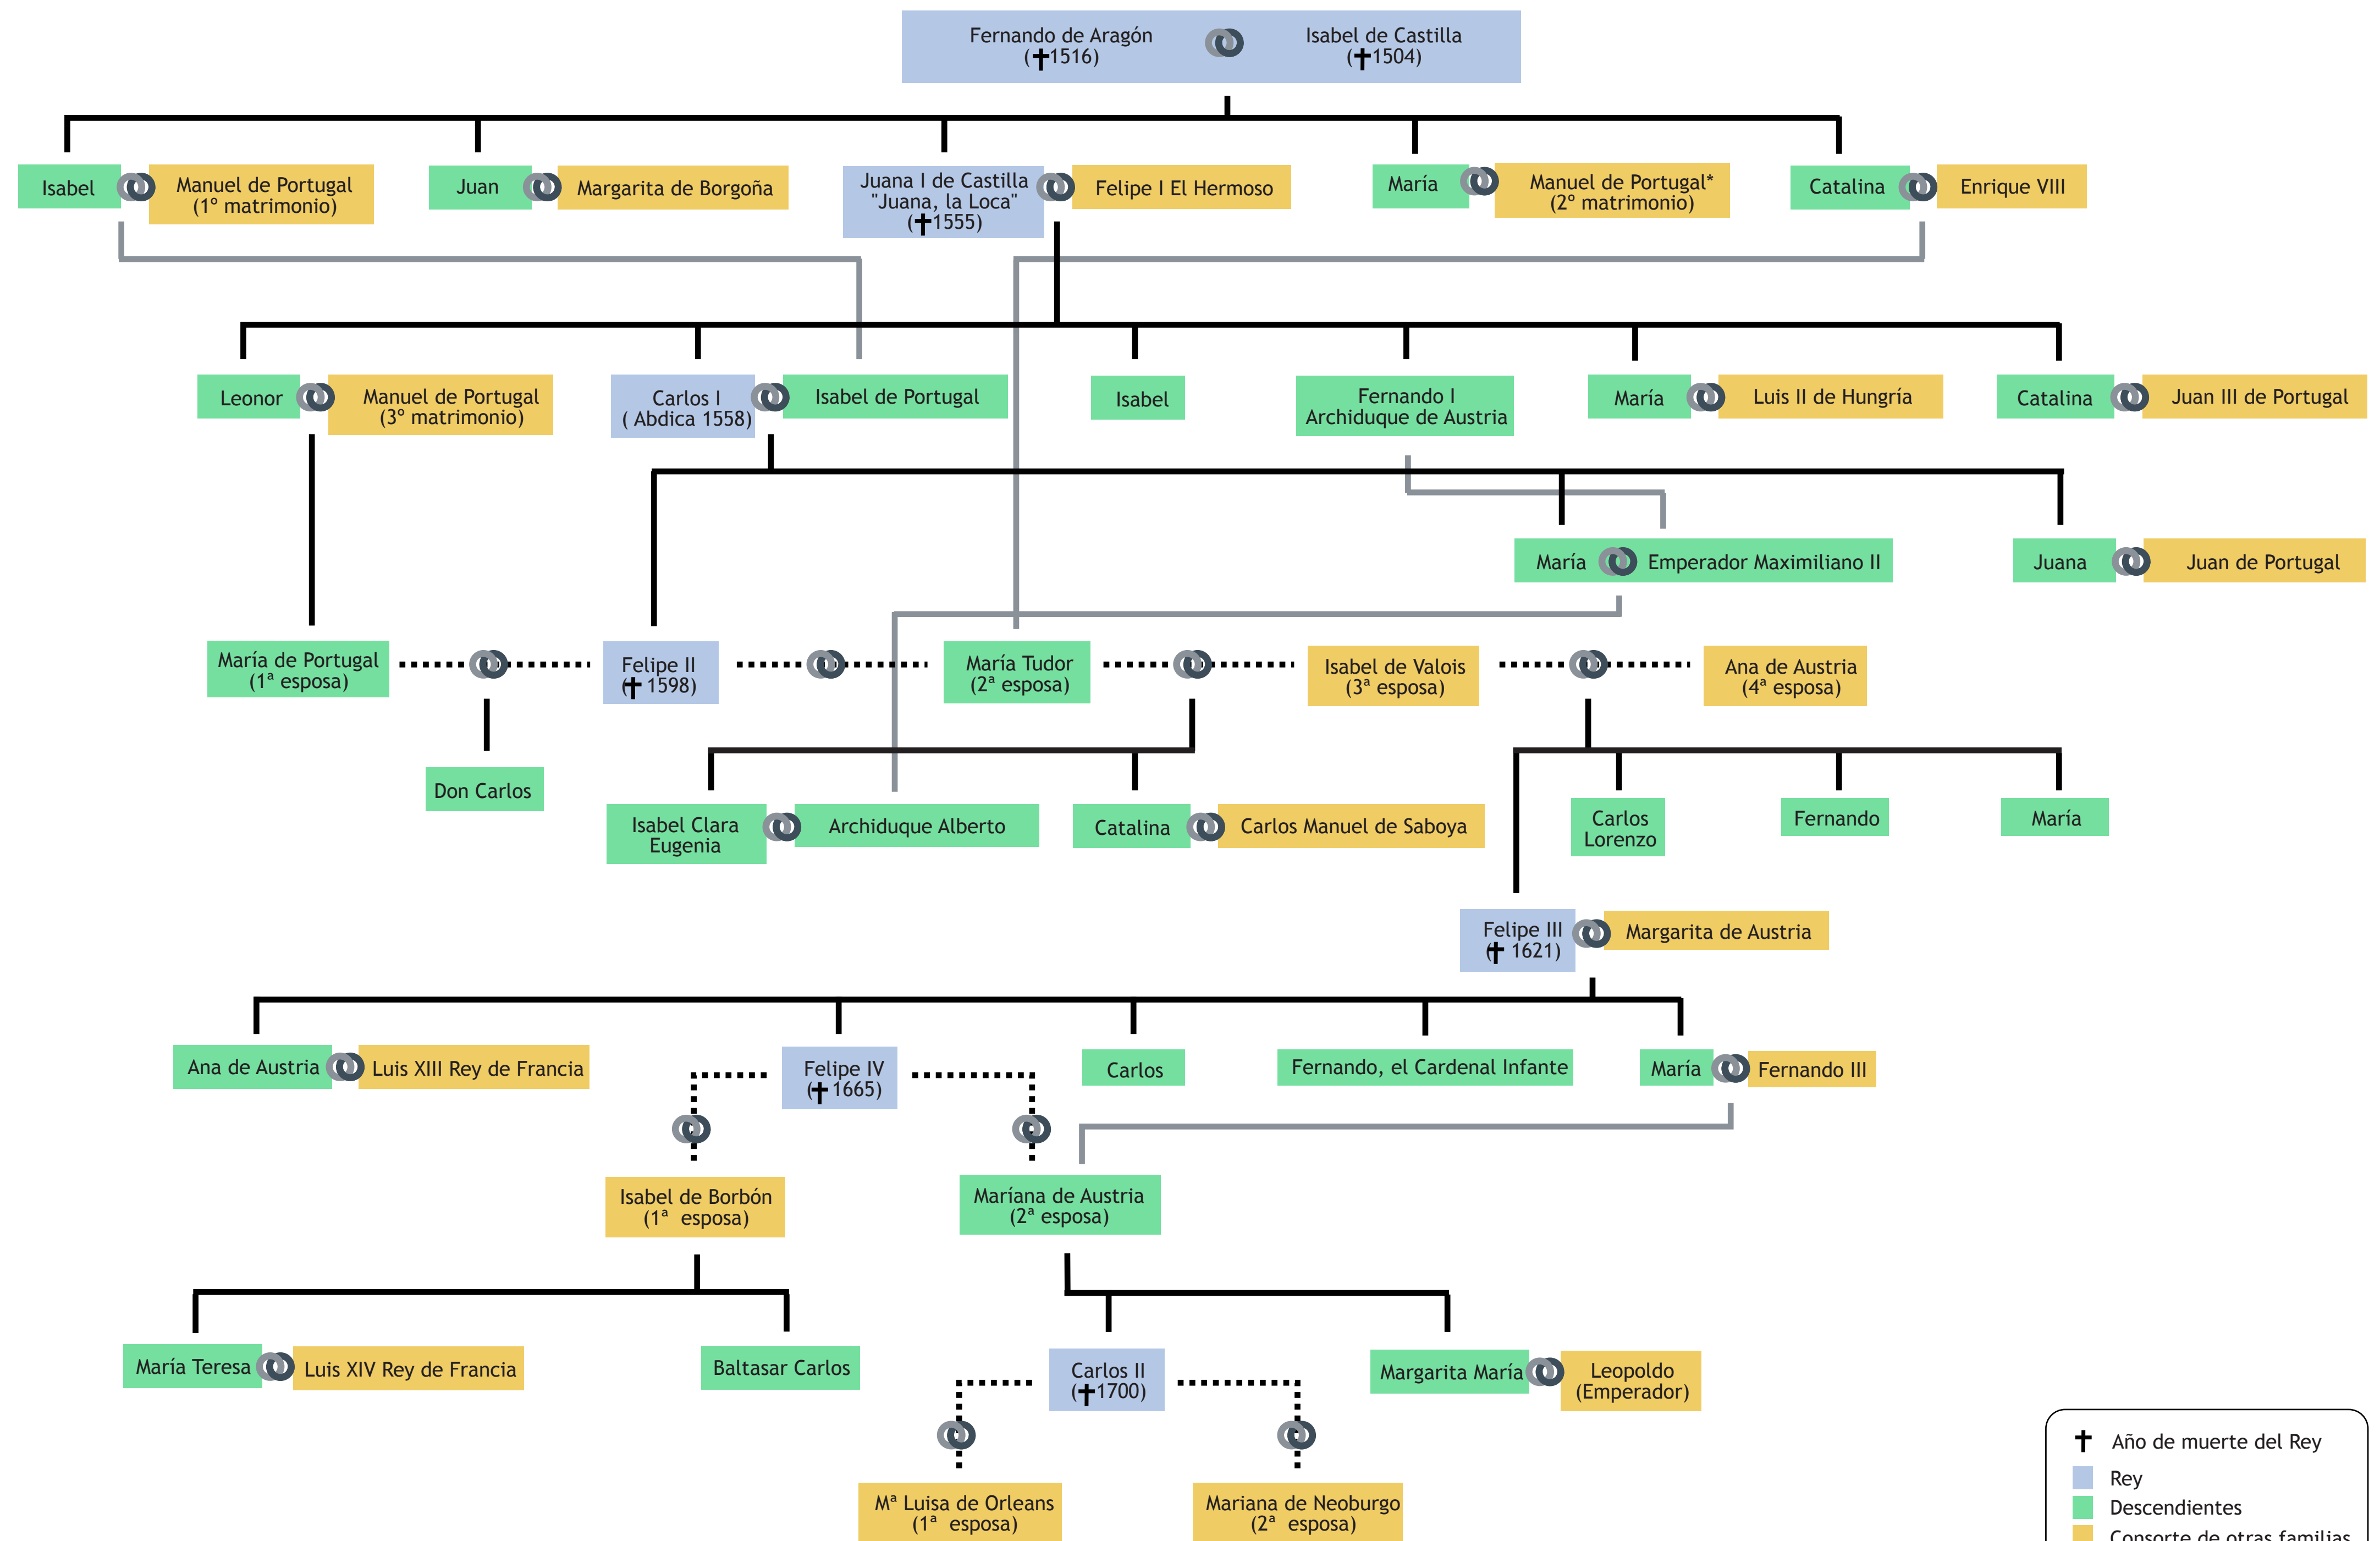 Fernando de Aragón
(✝1516)
Isabel de Castilla
(✝1504)
Isabel
Manuel de Portugal
(1º matrimonio)
Juan
Margarita de Borgoña
Juana I de Castilla
"Juana, la Loca"
(✝1555)
Felipe I El Hermoso
María
Manuel de Portugal*
(2º matrimonio)
Catalina
Enrique VIII
Leonor
Manuel de Portugal
(3º matrimonio)
Carlos I
( Abdica 1558)
Isabel de Portugal
Isabel
Fernando I
Archiduque de Austria
María
Luis II de Hungría
Catalina
Juan III de Portugal
María
Emperador Maximiliano II
Juana
Juan de Portugal
María de Portugal
(1ª esposa)
Felipe II
(✝ 1598)
María Tudor
(2ª esposa)
Isabel de Valois
(3ª esposa)
Ana de Austria
(4ª esposa)
Don Carlos
Isabel Clara
Eugenia
Archiduque Alberto
Catalina
Carlos Manuel de Saboya
Carlos
Lorenzo
Fernando
María
Felipe III
(✝ 1621)
Margarita de Austria
Ana de Austria
Luis XIII Rey de Francia
Felipe IV
(✝1665)
Carlos
Fernando, el Cardenal Infante
María
Fernando III
Isabel de Borbón
(1ª esposa)
Maríana de Austria
(2ª esposa)
María Teresa
Luis XIV Rey de Francia
Baltasar Carlos
Carlos II
(✝1700)
Margarita María
Leopoldo
(Emperador)
Mª Luisa de Orleans
(1ª esposa)
Mariana de Neoburgo
(2ª esposa)
✝ Año de muerte del Rey
Rey
Descendientes
Consorte de otras familias